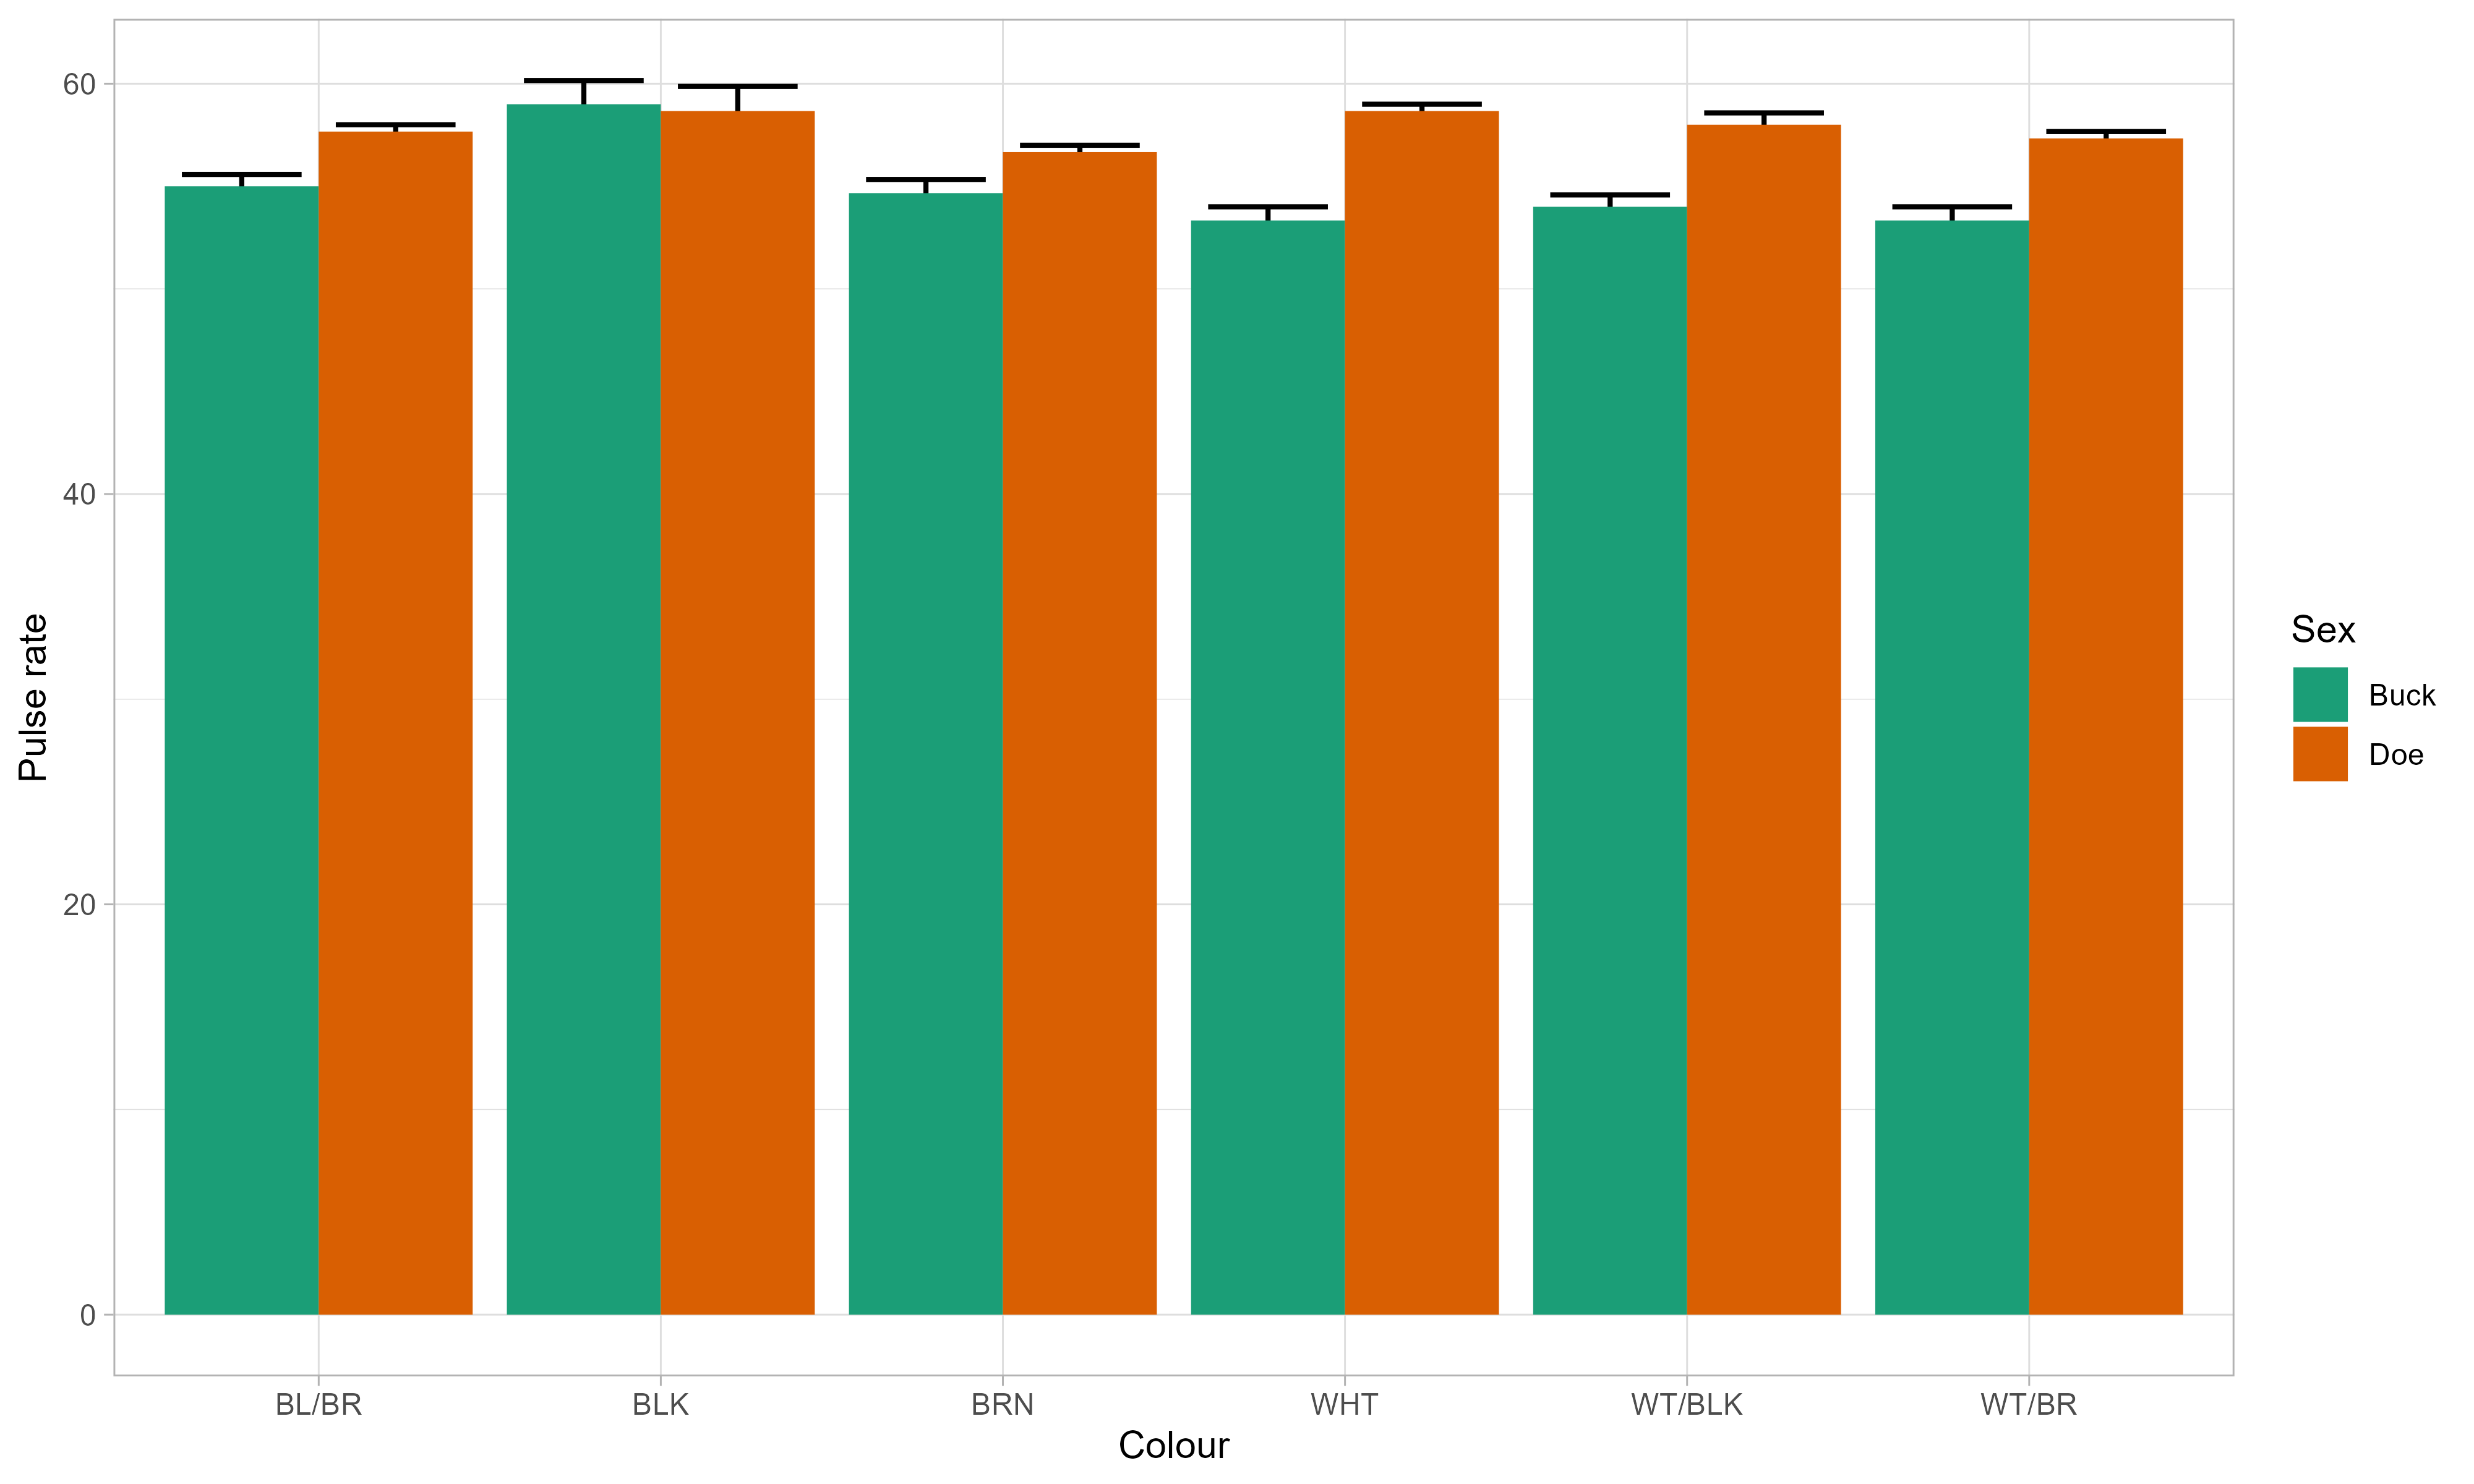 60
40
20
0
Pulse rate
BL/BR
BLK
BRN
WHT
WT/BLK
WT/BR
Colour
Sex
Buck
Doe